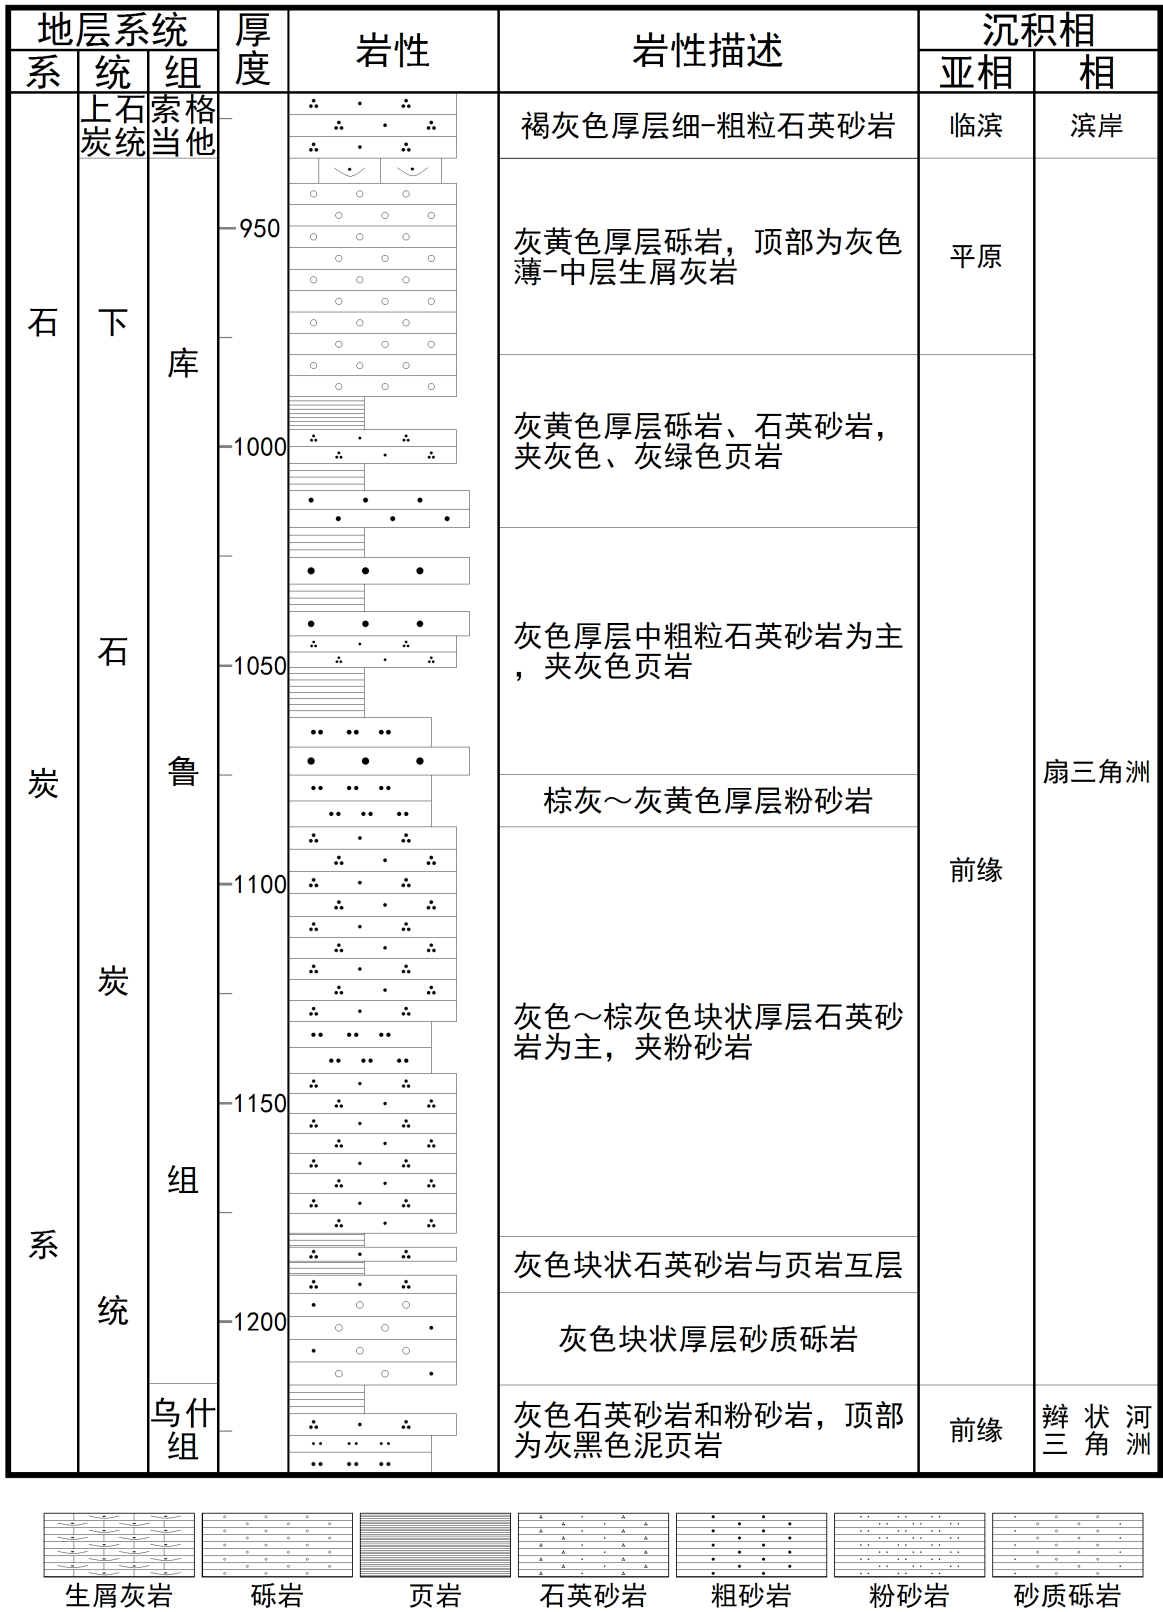 地层系统
厚度
岩性
岩性描述
沉积相
系
统
组
亚相
相
上石炭统
索格当他
褐灰色厚层细-粗粒石英砂岩
临滨
滨岸
950
灰黄色厚层砾岩，顶部为灰色
薄-中层生屑灰岩
平原
石
下
库
1000
灰黄色厚层砾岩、石英砂岩，
夹灰色、灰绿色页岩
石
1050
灰色厚层中粗粒石英砂岩为主
，夹灰色页岩
炭
鲁
扇三角洲
棕灰～灰黄色厚层粉砂岩
1100
前缘
炭
灰色～棕灰色块状厚层石英砂
岩为主，夹粉砂岩
1150
组
系
灰色块状石英砂岩与页岩互层
统
1200
灰色块状厚层砂质砾岩
乌什
组
灰色石英砂岩和粉砂岩，顶部
为灰黑色泥页岩
前缘
辫状河
三角洲
生屑灰岩
砾岩
页岩
石英砂岩
粗砂岩
粉砂岩
砂质砾岩